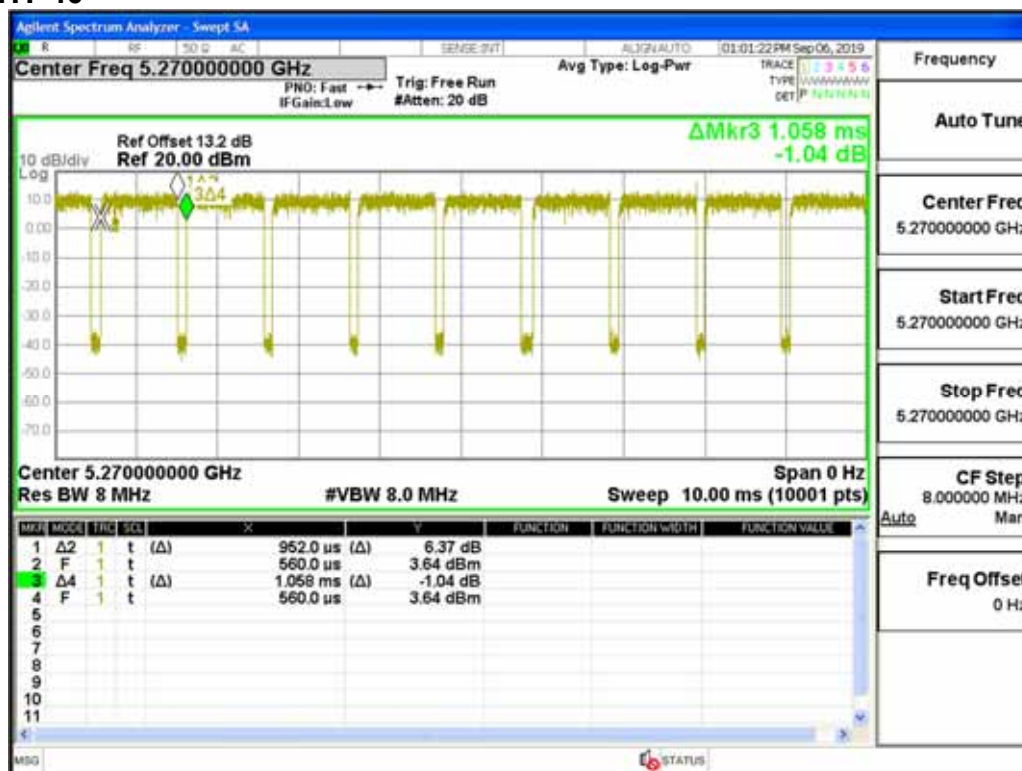 Agilent Spectrum Analyzer - Swept SA
R RF 50 Ω AC SENSE:INT ALIGN AUTO 01:01:22 PM Sep 06, 2019
Center Freq 5.270000000 GHz
PNO: Fast
IFGain:Low
Trig: Free Run
#Atten: 20 dB
Avg Type: Log-Pwr
TRACE 1 2 3 4 5 6
TYPE
DET P N N N N N
ΔMkr3 1.058 ms
-1.04 dB
Ref Offset 13.2 dB
10 dB/div Ref 20.00 dBm
Log
3Δ4
10.0
0.00
-10.0
-20.0
-30.0
-40.0
-50.0
-60.0
-70.0
Center 5.270000000 GHz Span 0 Hz
Res BW 8 MHz #VBW 8.0 MHz Sweep 10.00 ms (10001 pts)
MKR MODE TRC SCL X Y FUNCTION FUNCTION WIDTH FUNCTION VALUE
1 Δ2 1 t (Δ) 952.0 µs (Δ) 6.37 dB
2 F 1 t 560.0 µs 3.64 dBm
3 Δ4 1 t (Δ) 1.058 ms (Δ) -1.04 dB
4 F 1 t 560.0 µs 3.64 dBm
5
6
7
8
9
10
11
MSG STATUS
Frequency
Auto Tune
Center Freq
5.270000000 GHz
Start Freq
5.270000000 GHz
Stop Freq
5.270000000 GHz
CF Step
8.000000 MHz
Auto Man
Freq Offset
0 Hz